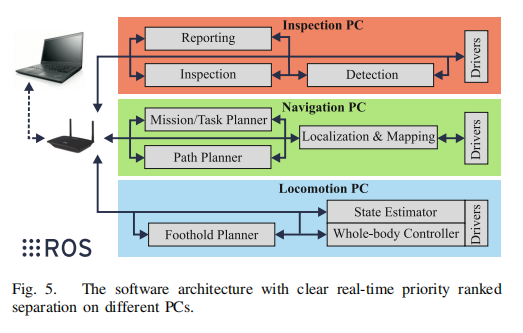 Inspection PC
Reporting
Inspection
Detection
Drivers
Navigation PC
Mission/Task Planner
Path Planner
Localization & Mapping
Drivers
Locomotion PC
Foothold Planner
State Estimator
Whole-body Controller
Drivers
ROS
Fig. 5. The software architecture with clear real-time priority ranked
separation on different PCs.